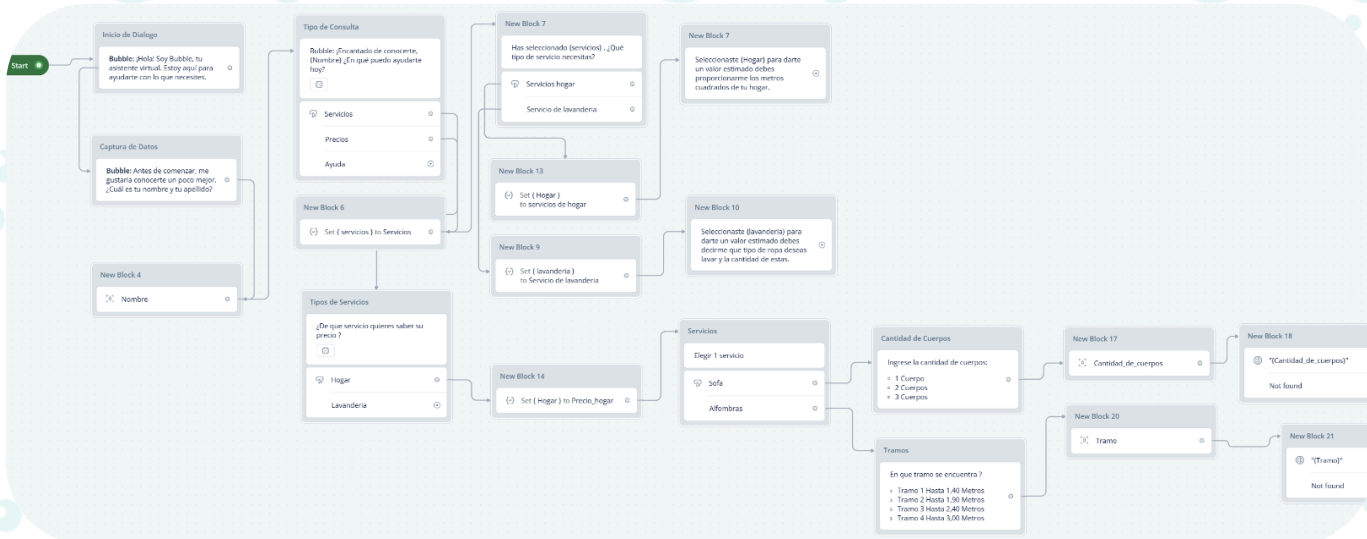 Start
Inicio de Dialogo
Bubble: ¡Hola! Soy Bubble, tu
asistente virtual. Estoy aquí para
ayudarte con lo que necesites.
Captura de Datos
Bubble: Antes de comenzar, me
gustaría conocerte un poco mejor.
¿Cuál es tu nombre y tu apellido?
New Block 4
Nombre
Tipo de Consulta
Bubble: ¡Encantado de conocerte,
{Nombre} ¿En qué puedo ayudarte
hoy?
Servicios
Precios
Ayuda
New Block 6
Set { servicios } to Servicios
Tipos de Servicios
¿De que servicio quieres saber su
precio ?
Hogar
Lavanderia
New Block 7
Has seleccionado {servicios} . ¿Qué
tipo de servicio necesitas?
Servicios hogar
Servicio de lavanderia
New Block 13
Set { Hogar }
to servicios de hogar
New Block 9
Set { lavanderia }
to Servicio de lavanderia
New Block 14
Set { Hogar } to Precio_hogar
New Block 7
Seleccionaste {Hogar} para darte
un valor estimado debes
proporcionarme los metros
cuadrados de tu hogar.
New Block 10
Seleccionaste {lavanderia} para
darte un valor estimado debes
decirme que tipo de ropa deseas
lavar y la cantidad de estas.
Servicios
Elegir 1 servicio
Sofa
Alfombras
Cantidad de Cuerpos
Ingrese la cantidad de cuerpos:
1 Cuerpo
2 Cuerpos
3 Cuerpos
Tramos
En que tramo se encuentra ?
Tramo 1 Hasta 1,40 Metros
Tramo 2 Hasta 1,90 Metros
Tramo 3 Hasta 2,40 Metros
Tramo 4 Hasta 3,00 Metros
New Block 17
Cantidad_de_cuerpos
New Block 20
Tramo
New Block 18
"{Cantidad_de_cuerpos}"
Not found
New Block 21
"{Tramo}"
Not found